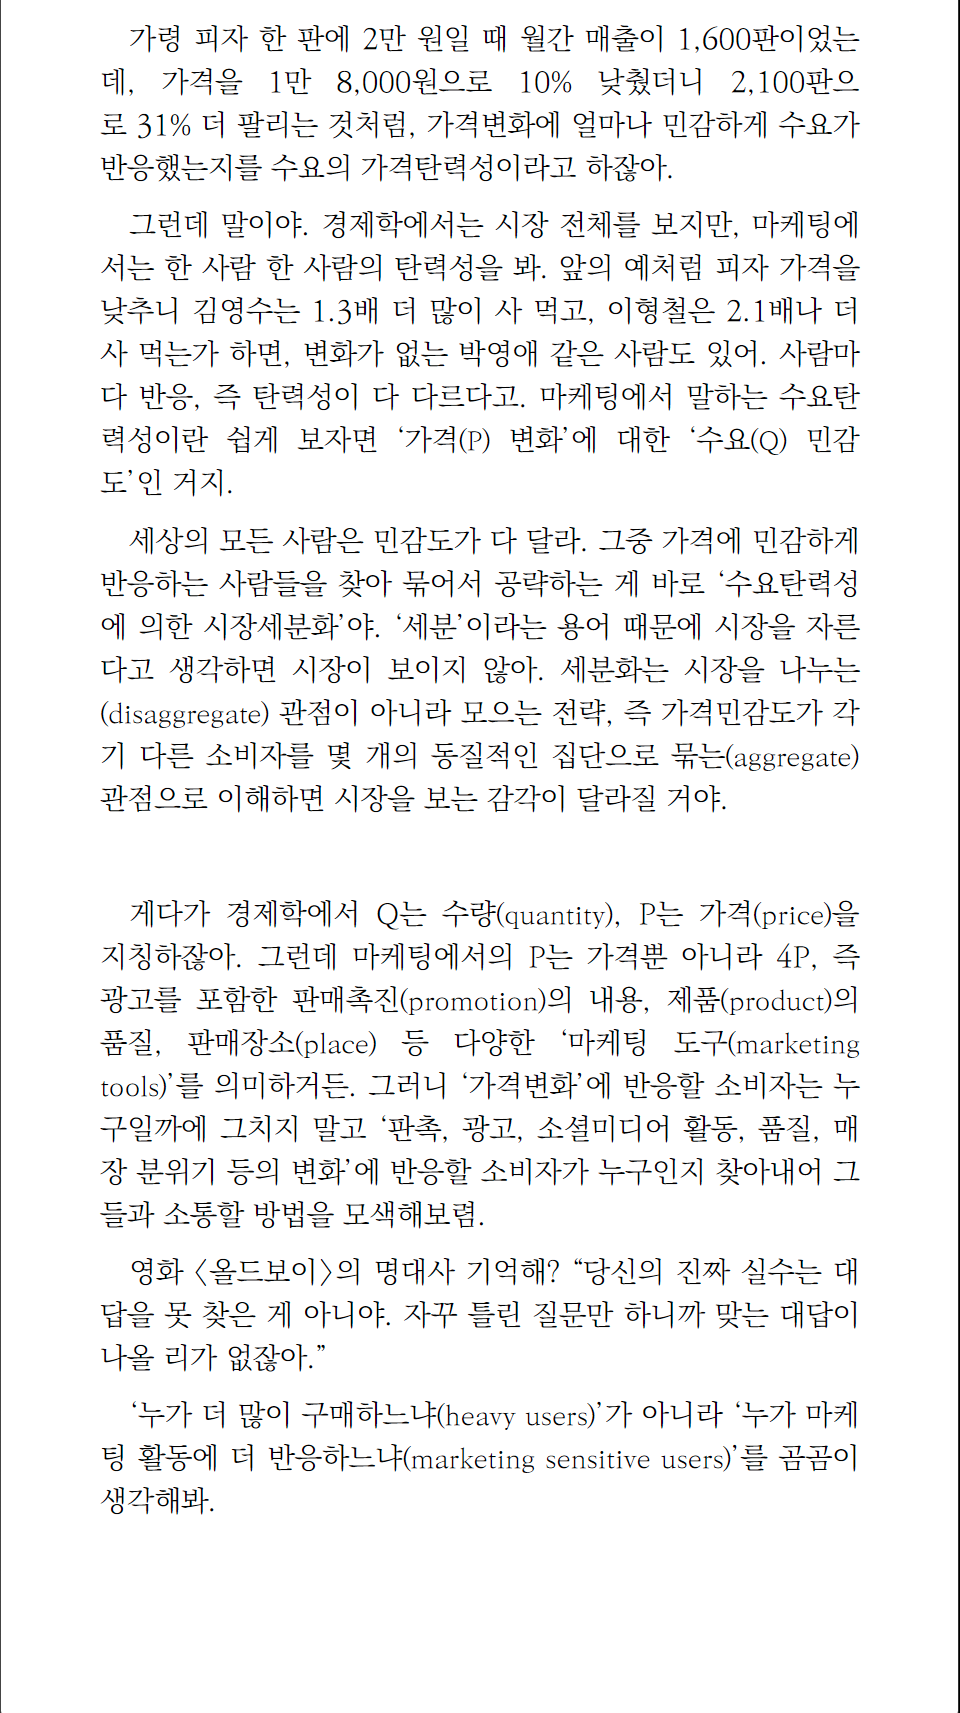 가령 피자 한 판에 2만 원일 때 월간 매출이 1,600판이었는
데, 가격을 1만 8,000원으로 10% 낮췄더니 2,100판으
로 31% 더 팔리는 것처럼, 가격변화에 얼마나 민감하게 수요가
반응했는지를 수요의 가격탄력성이라고 하잖아.
그런데 말이야. 경제학에서는 시장 전체를 보지만, 마케팅에
서는 한 사람 한 사람의 탄력성을 봐. 앞의 예처럼 피자 가격을
낮추니 김영수는 1.3배 더 많이 사 먹고, 이형철은 2.1배나 더
사 먹는가 하면, 변화가 없는 박영애 같은 사람도 있어. 사람마
다 반응, 즉 탄력성이 다 다르다고. 마케팅에서 말하는 수요탄
력성이란 쉽게 보자면 ‘가격(P) 변화’에 대한 ‘수요(Q) 민감
도’인 거지.
세상의 모든 사람은 민감도가 다 달라. 그중 가격에 민감하게
반응하는 사람들을 찾아 묶어서 공략하는 게 바로 ‘수요탄력성
에 의한 시장세분화’야. ‘세분’이라는 용어 때문에 시장을 자른
다고 생각하면 시장이 보이지 않아. 세분화는 시장을 나누는
(disaggregate) 관점이 아니라 모으는 전략, 즉 가격민감도가 각
기 다른 소비자를 몇 개의 동질적인 집단으로 묶는(aggregate)
관점으로 이해하면 시장을 보는 감각이 달라질 거야.
게다가 경제학에서 Q는 수량(quantity), P는 가격(price)을
지칭하잖아. 그런데 마케팅에서의 P는 가격뿐 아니라 4P, 즉
광고를 포함한 판매촉진(promotion)의 내용, 제품(product)의
품질, 판매장소(place) 등 다양한 ‘마케팅 도구(marketing
tools)’를 의미하거든. 그러니 ‘가격변화’에 반응할 소비자는 누
구일까에 그치지 말고 ‘판촉, 광고, 소셜미디어 활동, 품질, 매
장 분위기 등의 변화’에 반응할 소비자가 누구인지 찾아내어 그
들과 소통할 방법을 모색해보렴.
영화 〈올드보이〉의 명대사 기억해? “당신의 진짜 실수는 대
답을 못 찾은 게 아니야. 자꾸 틀린 질문만 하니까 맞는 대답이
나올 리가 없잖아.”
‘누가 더 많이 구매하느냐(heavy users)’가 아니라 ‘누가 마케
팅 활동에 더 반응하느냐(marketing sensitive users)’를 곰곰이
생각해봐.